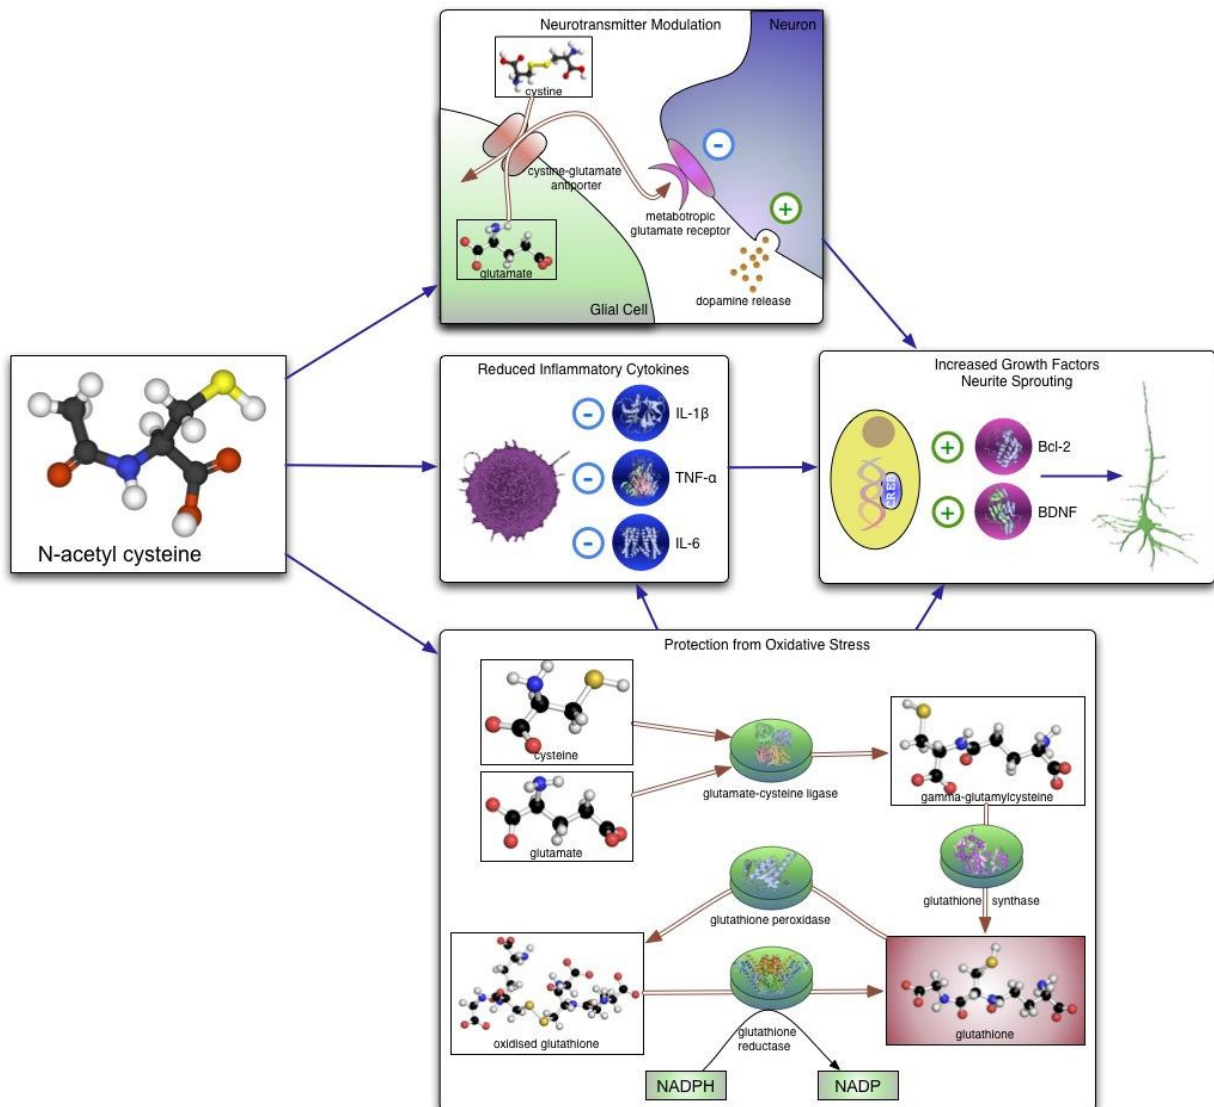 Neurotransmitter Modulation
Neuron
cystine
cystine-glutamate
antiporter
metabotropic
glutamate receptor
glutamate
dopamine release
Glial Cell
N-acetyl cysteine
Reduced Inflammatory Cytokines
IL-1β
TNF-α
IL-6
Increased Growth Factors
Neurite Sprouting
CREB
Bcl-2
BDNF
Protection from Oxidative Stress
cysteine
glutamate
glutamate-cysteine ligase
gamma-glutamylcysteine
glutathione synthase
glutathione peroxidase
oxidised glutathione
glutathione
reductase
glutathione
NADPH
NADP